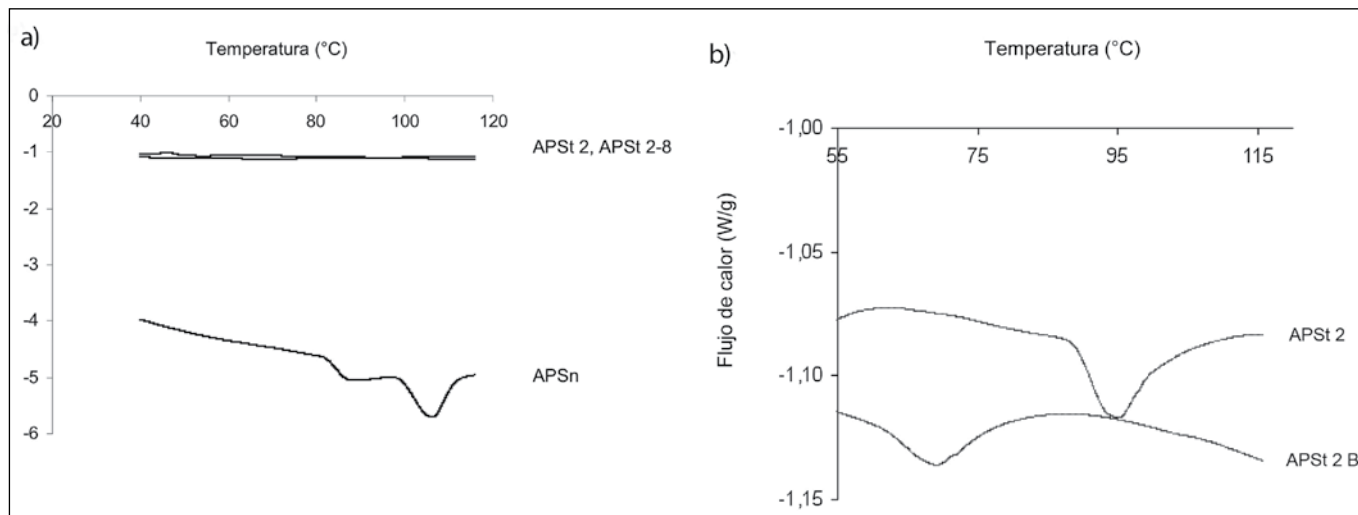 a)
Temperatura (°C)
0
20 40 60 80 100 120
-1
-2
-3
-4
-5
-6
APSt 2, APSt 2-8
APSn
b)
Temperatura (°C)
Flujo de calor (W/g)
-1,00
55 75 95 115
-1,05
-1,10
-1,15
APSt 2
APSt 2 B